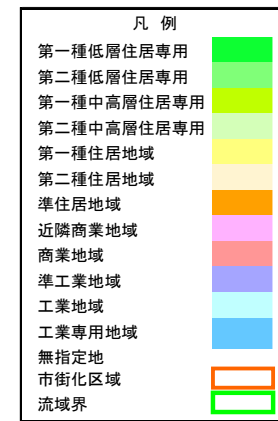 凡 例
第一種低層住居専用
第二種低層住居専用
第一種中高層住居専用
第二種中高層住居専用
第一種住居地域
第二種住居地域
準住居地域
近隣商業地域
商業地域
準工業地域
工業地域
工業専用地域
無指定地
市街化区域
流域界